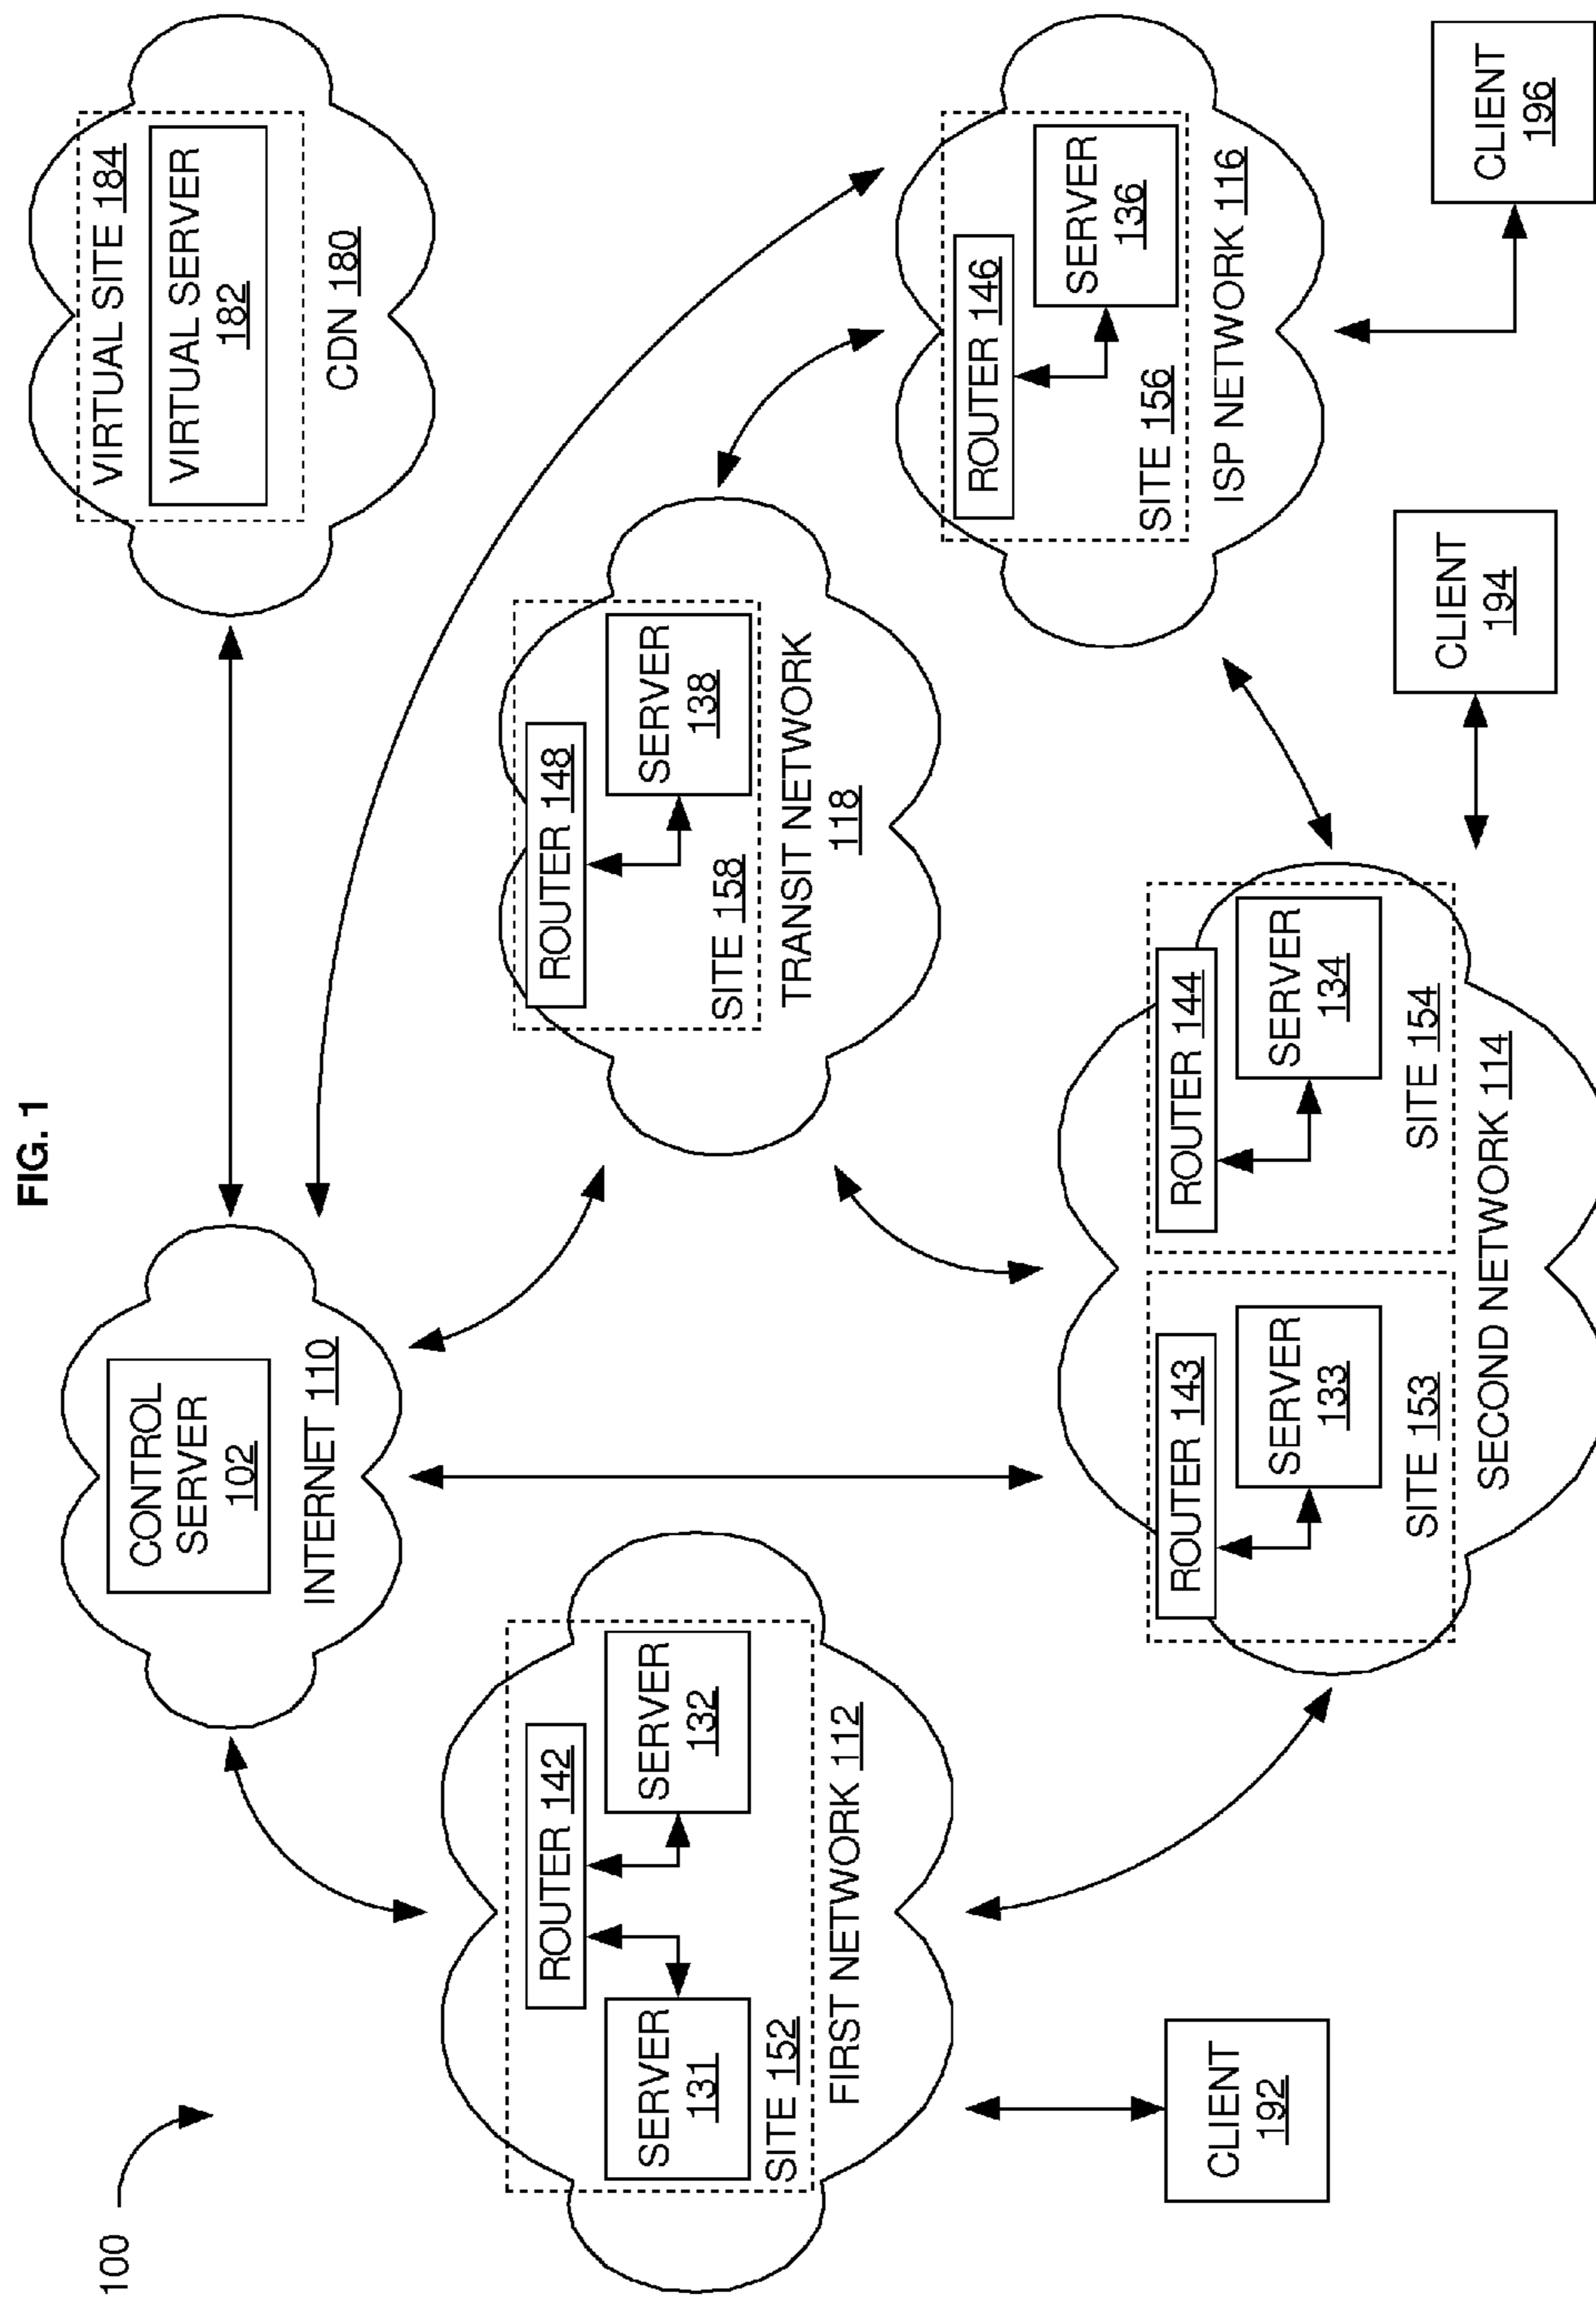 FIG. 1
100
CONTROL
SERVER
102
INTERNET 110
VIRTUAL SITE 184
VIRTUAL SERVER
182
CDN 180
ROUTER 142
SERVER
131
SERVER
132
SITE 152
FIRST NETWORK 112
ROUTER 148
SERVER
138
SITE 158
TRANSIT NETWORK
118
ROUTER 146
SERVER
136
SITE 156
ISP NETWORK 116
ROUTER 143
SERVER
133
SITE 153
ROUTER 144
SERVER
134
SITE 154
SECOND NETWORK 114
CLIENT
192
CLIENT
194
CLIENT
196